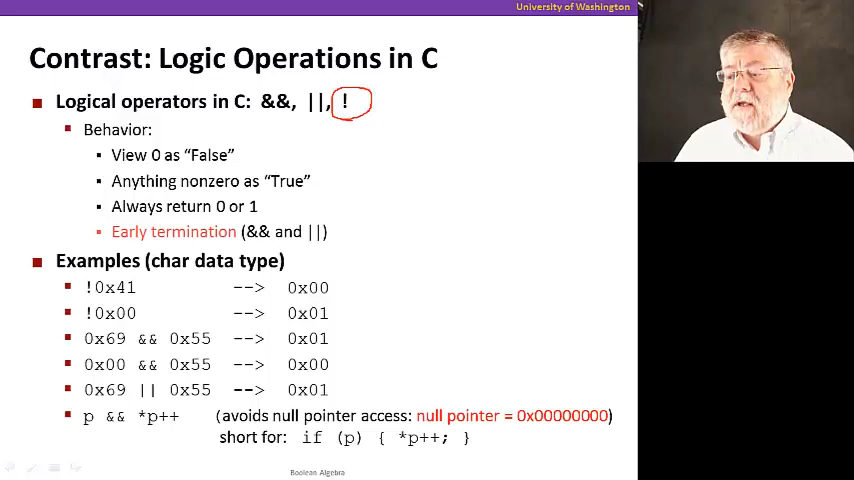 University of Washington
Contrast: Logic Operations in C
Logical operators in C: &&, ||, !
Behavior:
View 0 as “False”
Anything nonzero as “True”
Always return 0 or 1
Early termination (&& and ||)
Examples (char data type)
!0x41 --> 0x00
!0x00 --> 0x01
0x69 && 0x55 --> 0x01
0x00 && 0x55 --> 0x00
0x69 || 0x55 --> 0x01
p && *p++ (avoids null pointer access: null pointer = 0x00000000)
short for: if (p) { *p++; }
Boolean Algebra